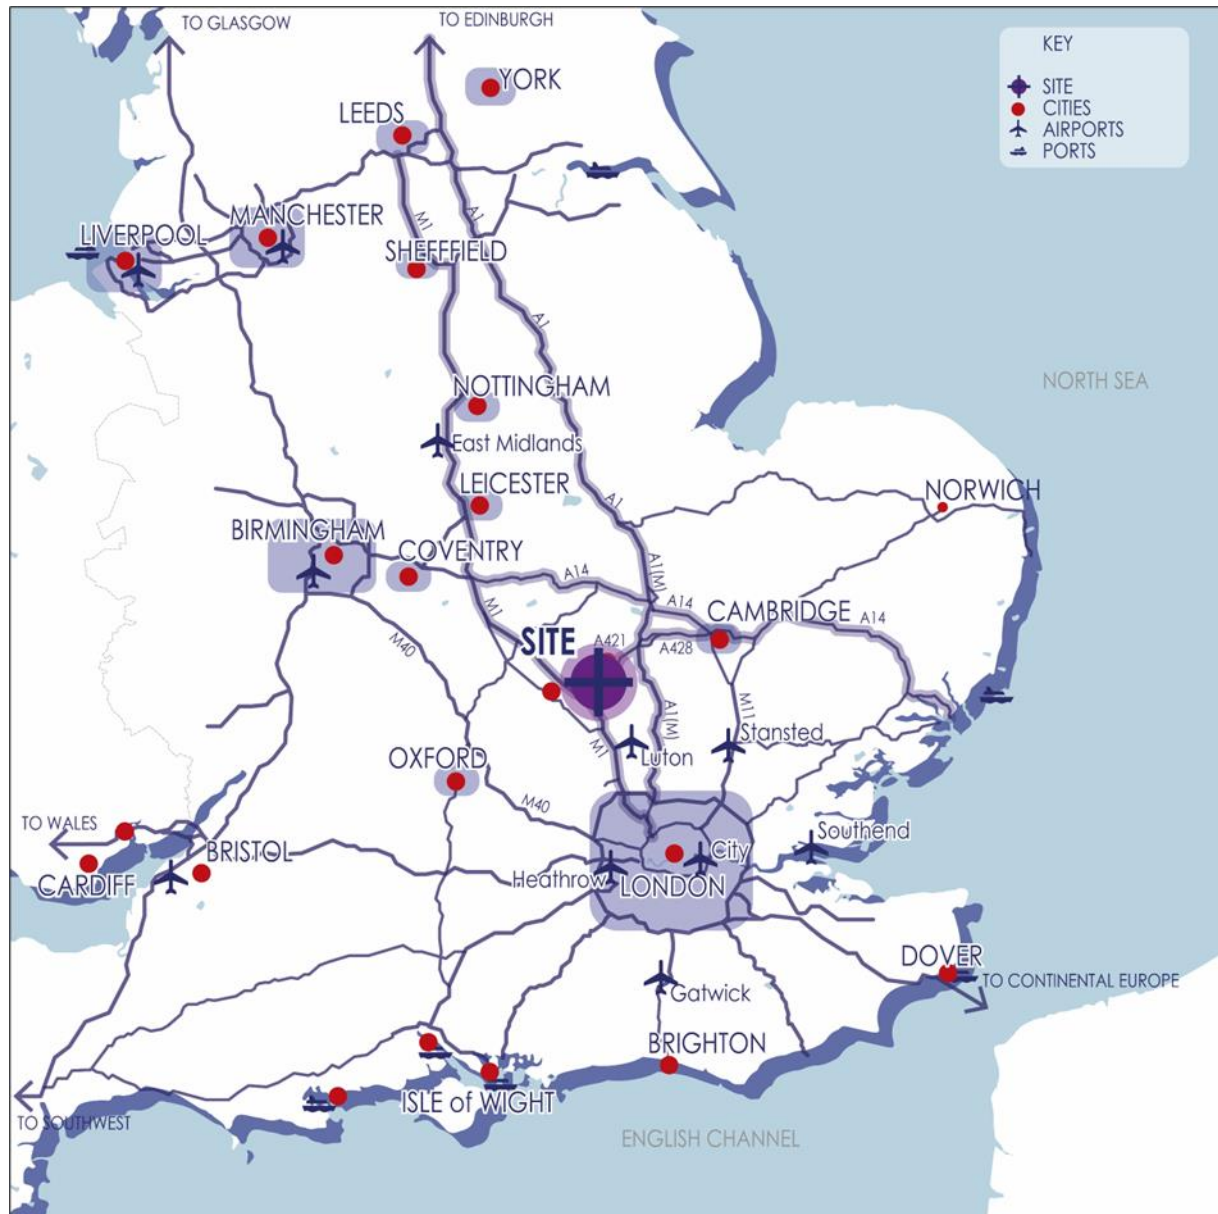 TO GLASGOW
TO EDINBURGH
KEY
SITE
CITIES
AIRPORTS
PORTS
YORK
LEEDS
MANCHESTER
LIVERPOOL
M1
A1
SHEFFFIELD
A1
NORTH SEA
NOTTINGHAM
East Midlands
LEICESTER
A1
NORWICH
BIRMINGHAM
COVENTRY
A14
A1(M)
A14
M1
CAMBRIDGE
A14
M40
SITE
A421
A428
M11
A1(M)
Stansted
M1
Luton
OXFORD
M40
TO WALES
Southend
BRISTOL
City
CARDIFF
Heathrow
LONDON
DOVER
TO CONTINENTAL EUROPE
Gatwick
BRIGHTON
ISLE of WIGHT
TO SOUTHWEST
ENGLISH CHANNEL